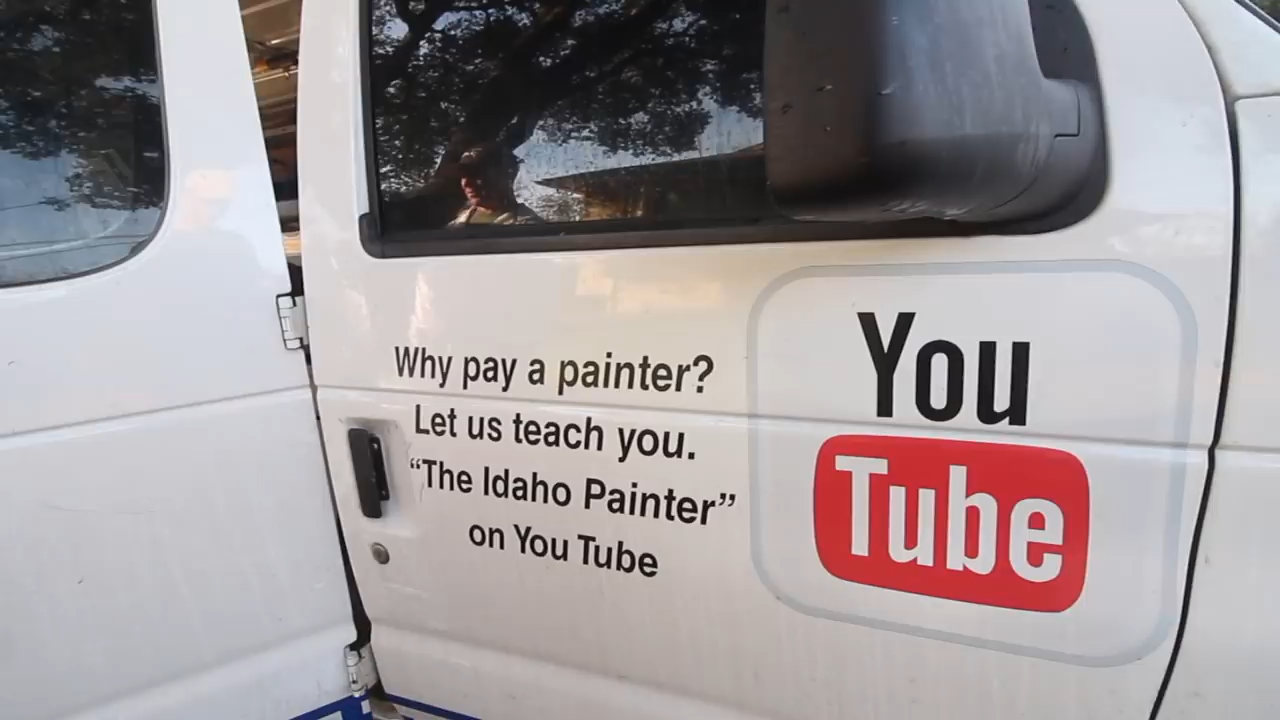 Why pay a painter?
Let us teach you.
“The Idaho Painter”
on You Tube
You
Tube